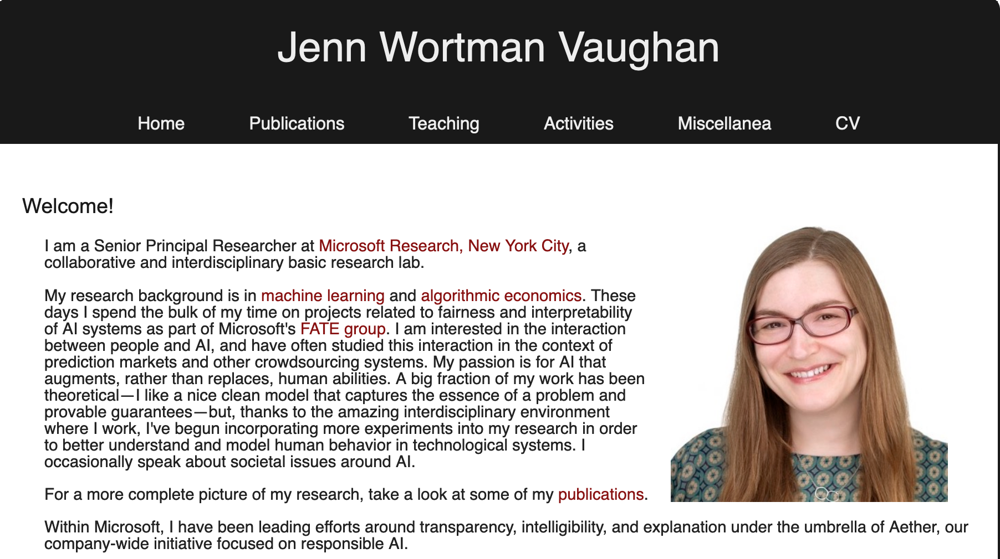 Jenn Wortman Vaughan
Home Publications Teaching Activities Miscellanea CV
Welcome!
I am a Senior Principal Researcher at Microsoft Research, New York City, a
collaborative and interdisciplinary basic research lab.
My research background is in machine learning and algorithmic economics. These
days I spend the bulk of my time on projects related to fairness and interpretability
of AI systems as part of Microsoft's FATE group. I am interested in the interaction
between people and AI, and have often studied this interaction in the context of
prediction markets and other crowdsourcing systems. My passion is for AI that
augments, rather than replaces, human abilities. A big fraction of my work has been
theoretical—I like a nice clean model that captures the essence of a problem and
provable guarantees—but, thanks to the amazing interdisciplinary environment
where I work, I've begun incorporating more experiments into my research in order
to better understand and model human behavior in technological systems. I
occasionally speak about societal issues around AI.
For a more complete picture of my research, take a look at some of my publications.
Within Microsoft, I have been leading efforts around transparency, intelligibility, and explanation under the umbrella of Aether, our
company-wide initiative focused on responsible AI.